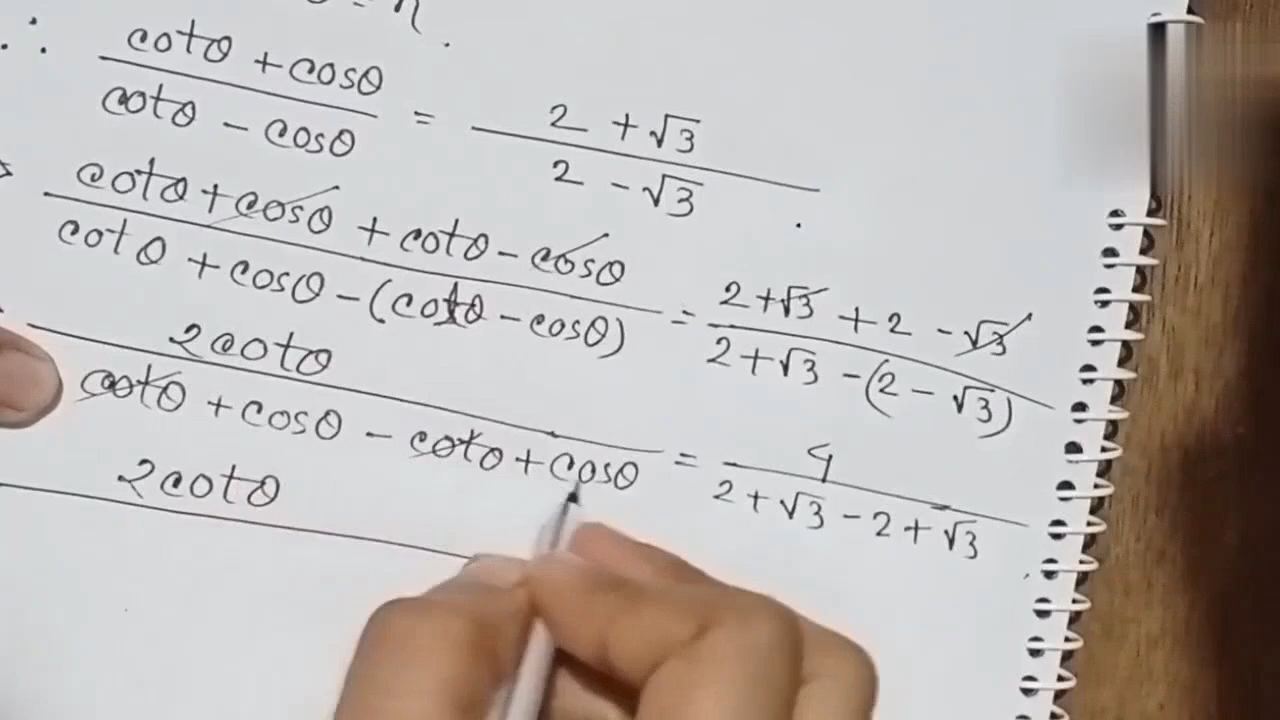 ∴ cotθ + cosθ / cotθ - cosθ = 2 + √3 / 2 - √3 .
cotθ + cosθ + cotθ - cosθ / cotθ + cosθ - (cotθ - cosθ) = 2 + √3 + 2 - √3 / 2 + √3 - (2 - √3)
2cotθ / cotθ + cosθ - cotθ + cosθ = 4 / 2 + √3 - 2 + √3
2cotθ